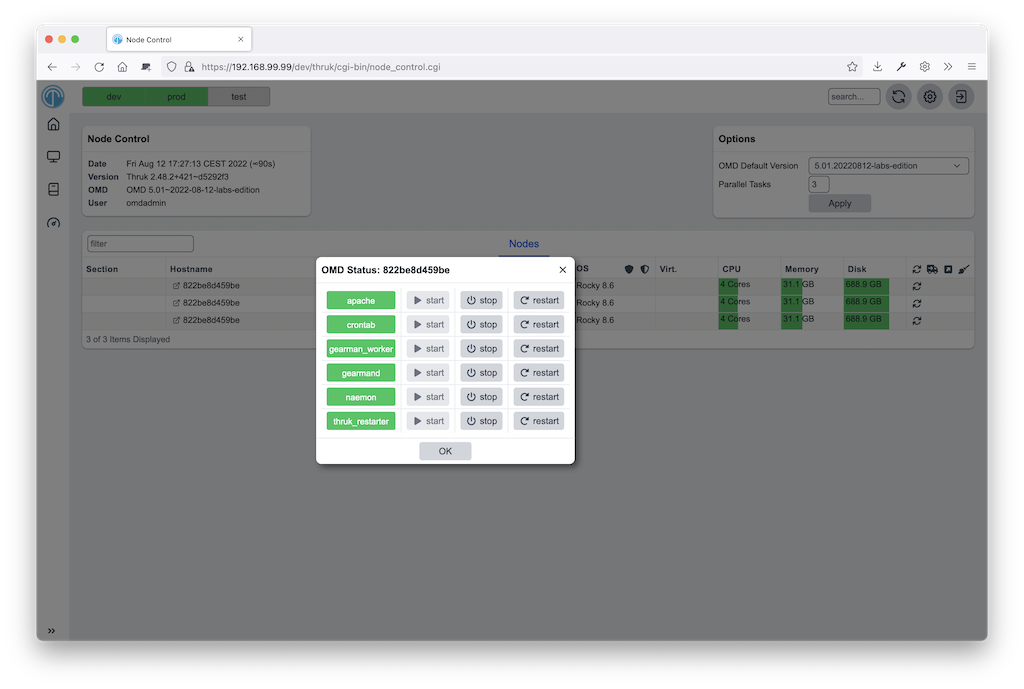 Node Control
https://192.168.99.99/dev/thruk/cgi-bin/node_control.cgi
dev prod test search...
Node Control
Date Fri Aug 12 17:27:13 CEST 2022 (≂90s)
Version Thruk 2.48.2+421~d5292f3
OMD OMD 5.01~2022-08-12-labs-edition
User omdadmin
Options
OMD Default Version 5.01.20220812-labs-edition
Parallel Tasks 3
Apply
filter Nodes
Section Hostname OS Virt. CPU Memory Disk
822be8d459be Rocky 8.6 4 Cores 31.1 GB 688.9 GB
822be8d459be Rocky 8.6 4 Cores 31.1 GB 688.9 GB
822be8d459be Rocky 8.6 4 Cores 31.1 GB 688.9 GB
3 of 3 Items Displayed
OMD Status: 822be8d459be
apache start stop restart
crontab start stop restart
gearman_worker start stop restart
gearmand start stop restart
naemon start stop restart
thruk_restarter start stop restart
OK